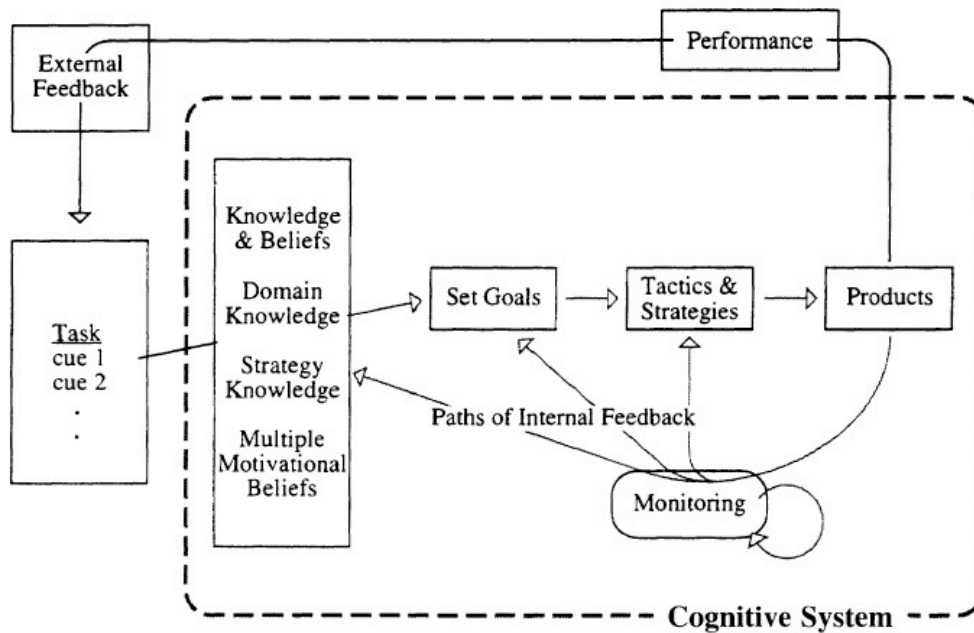 Performance
External
Feedback
Knowledge
& Beliefs
Domain
Knowledge
Strategy
Knowledge
Multiple
Motivational
Beliefs
Task
cue 1
cue 2
.
.
Set Goals
Tactics &
Strategies
Products
Paths of Internal Feedback
Monitoring
Cognitive System